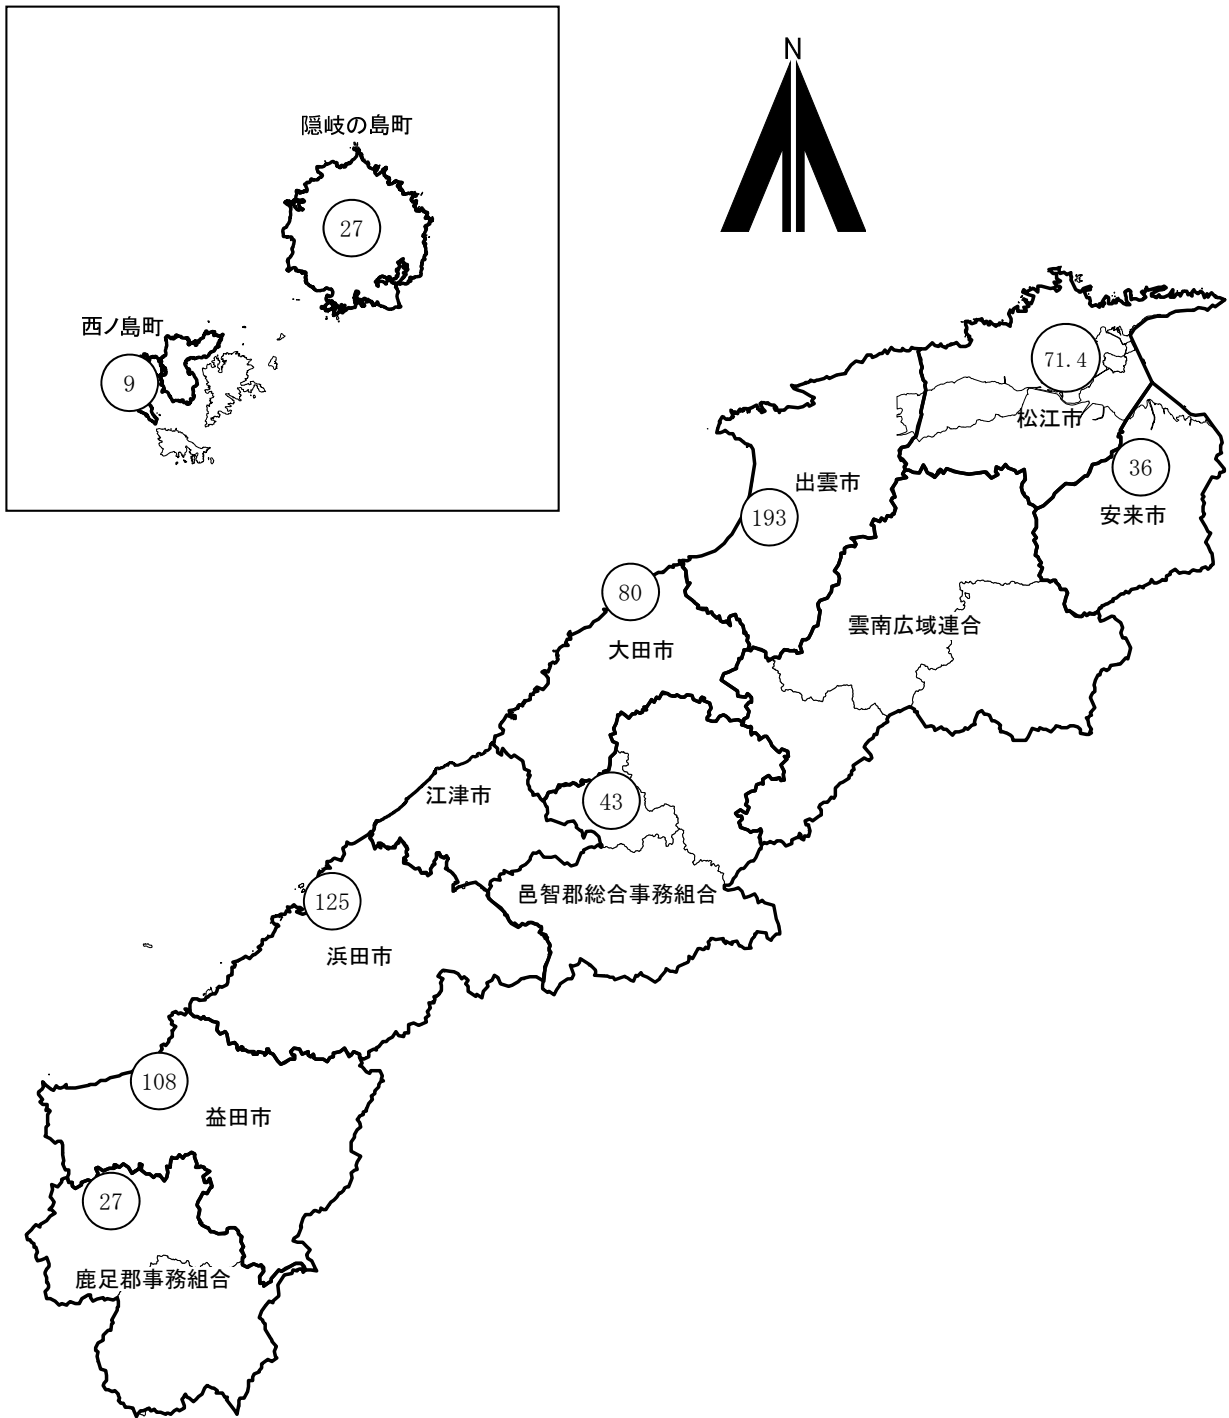 N
隠岐の島町
27
西ノ島町
9
71.4
松江市
36
安来市
出雲市
193
80
大田市
雲南広域連合
江津市
43
邑智郡総合事務組合
125
浜田市
108
益田市
27
鹿足郡事務組合